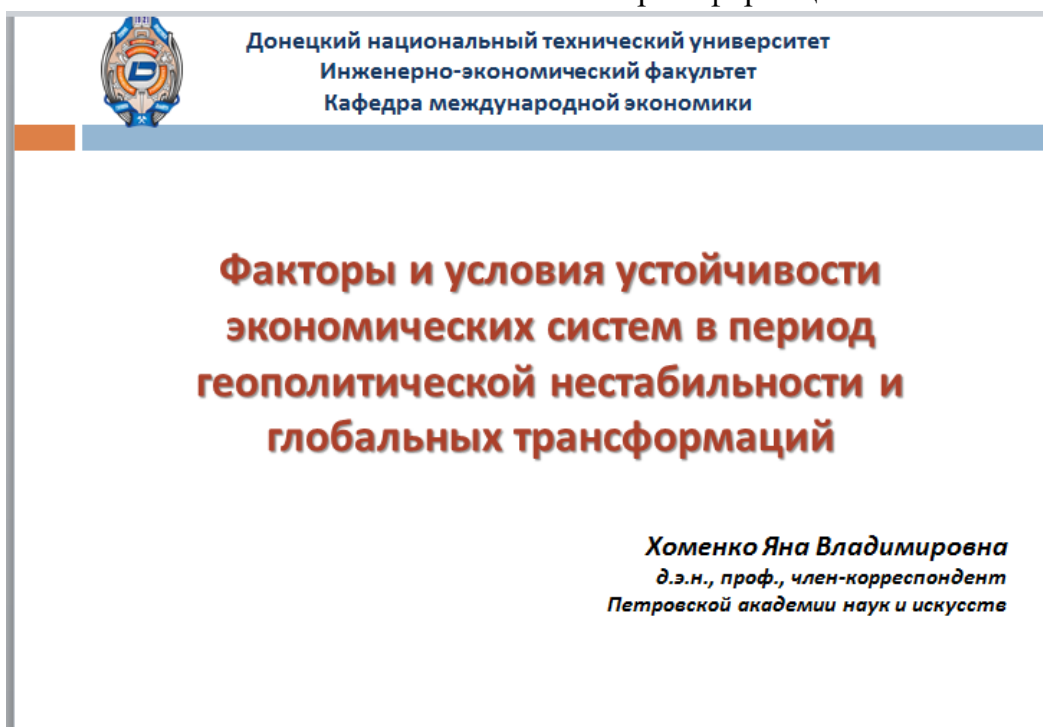 Донецкий национальный технический университет
Инженерно-экономический факультет
Кафедра международной экономики
Факторы и условия устойчивости
экономических систем в период
геополитической нестабильности и
глобальных трансформаций
Хоменко Яна Владимировна
д.э.н., проф., член-корреспондент
Петровской академии наук и искусств